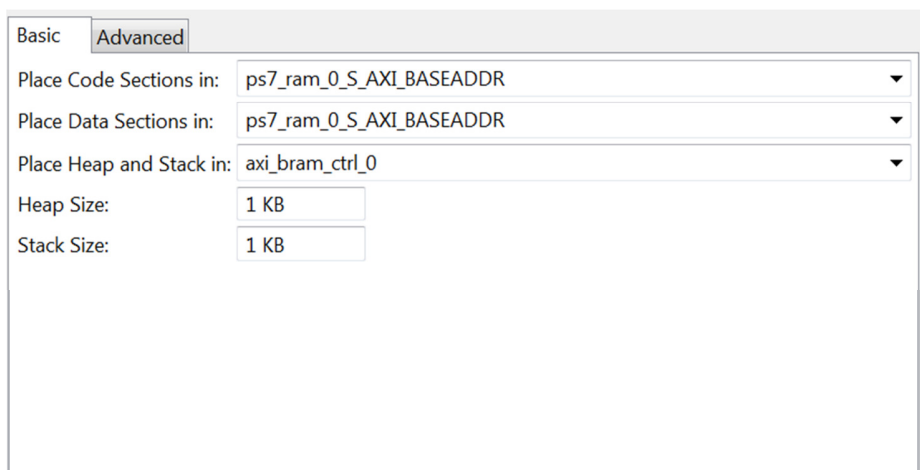 Basic Advanced
Place Code Sections in: ps7_ram_0_S_AXI_BASEADDR
Place Data Sections in: ps7_ram_0_S_AXI_BASEADDR
Place Heap and Stack in: axi_bram_ctrl_0
Heap Size: 1 KB
Stack Size: 1 KB